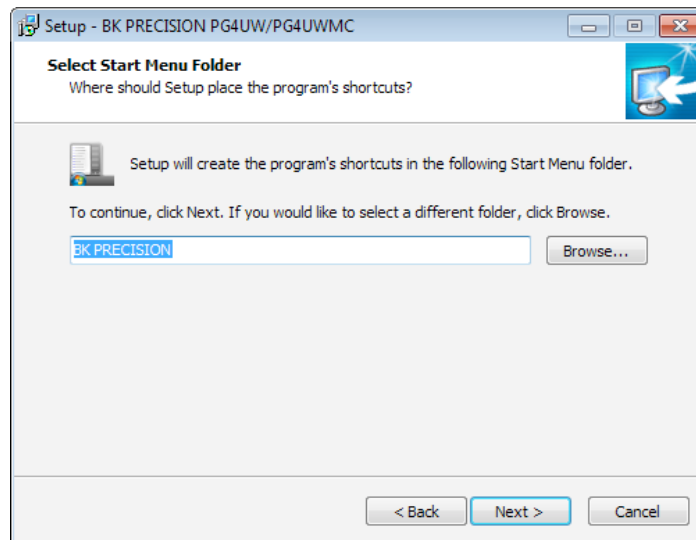 Setup - BK PRECISION PG4UW/PG4UWMC
Select Start Menu Folder
Where should Setup place the program's shortcuts?
Setup will create the program's shortcuts in the following Start Menu folder.
To continue, click Next. If you would like to select a different folder, click Browse.
BK PRECISION
Browse...
< Back
Next >
Cancel